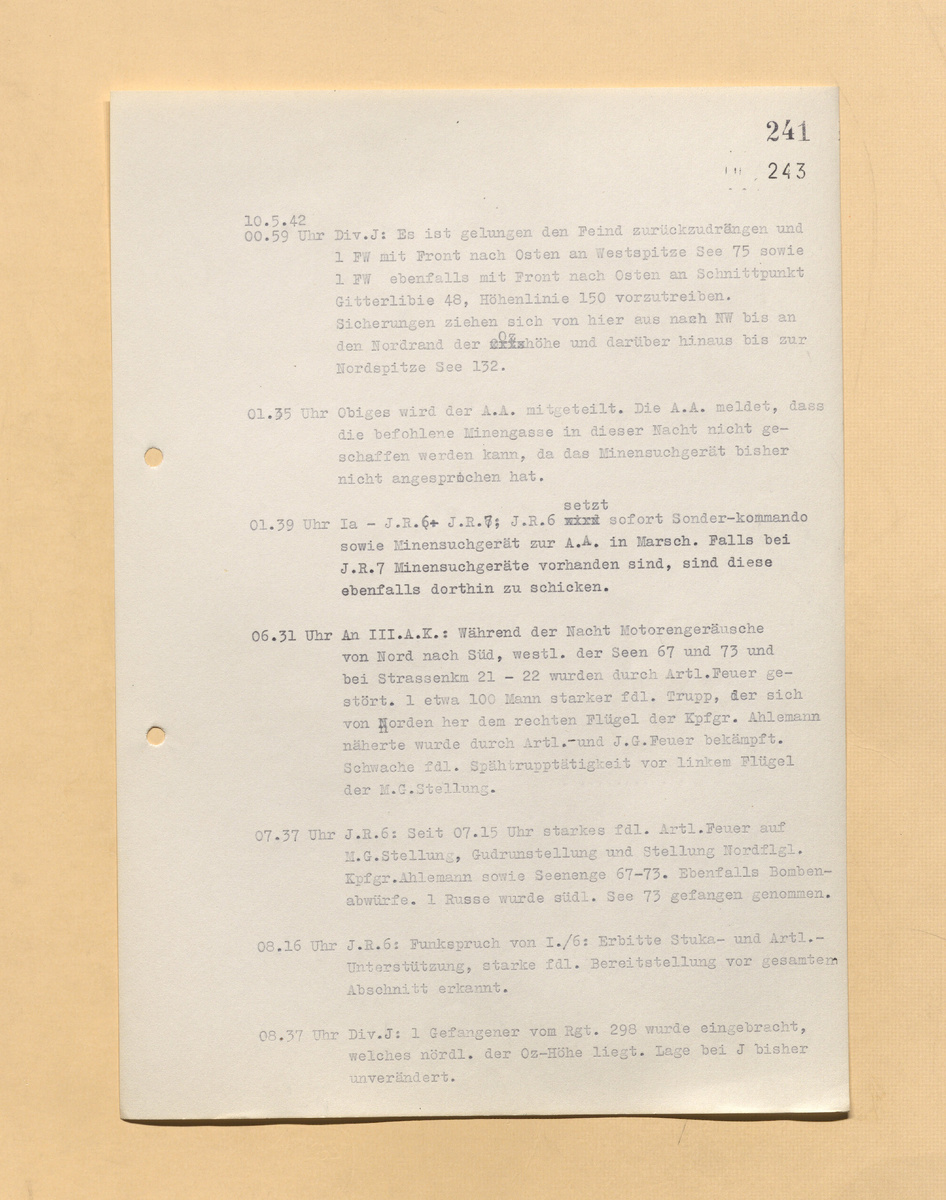 241
243
10.5.42
00.59 Uhr Div.J: Es ist gelungen den Feind zurückzudrängen und
1 FW mit Front nach Osten an Westspitze See 75 sowie
1 FW ebenfalls mit Front nach Osten an Schnittpunkt
Gitterlibie 48, Höhenlinie 150 vorzutreiben.
Sicherungen ziehen sich von hier aus nach NW bis an
den Nordrand der Ozhöhe und darüber hinaus bis zur
Nordspitze See 132.
01.35 Uhr Obiges wird der A.A. mitgeteilt. Die A.A. meldet, dass
die befohlene Minengasse in dieser Nacht nicht ge-
schaffen werden kann, da das Minensuchgerät bisher
nicht angesprochen hat.
setzt
01.39 Uhr Ia - J.R.6+ J.R.7; J.R.6 wird sofort Sonder-kommando
sowie Minensuchgerät zur A.A. in Marsch. Falls bei
J.R.7 Minensuchgeräte vorhanden sind, sind diese
ebenfalls dorthin zu schicken.
06.31 Uhr An III.A.K.: Während der Nacht Motorengeräusche
von Nord nach Süd, westl. der Seen 67 und 73 und
bei Strassenkm 21 - 22 wurden durch Artl.Feuer ge-
stört. 1 etwa 100 Mann starker fdl. Trupp, der sich
von Norden her dem rechten Flügel der Kpfgr. Ahlemann
näherte wurde durch Artl.-und J.G.Feuer bekämpft.
Schwache fdl. Spähtrupptätigkeit vor linkem Flügel
der M.G.Stellung.
07.37 Uhr J.R.6: Seit 07.15 Uhr starkes fdl. Artl.Feuer auf
M.G.Stellung, Gudrunstellung und Stellung Nordflgl.
Kpfgr.Ahlemann sowie Seenenge 67-73. Ebenfalls Bomben-
abwürfe. 1 Russe wurde südl. See 73 gefangen genommen.
08.16 Uhr J.R.6: Funkspruch von I./6: Erbitte Stuka- und Artl.-
Unterstützung, starke fdl. Bereitstellung vor gesamtem
Abschnitt erkannt.
08.37 Uhr Div.J: 1 Gefangener vom Rgt. 298 wurde eingebracht,
welches nördl. der Oz-Höhe liegt. Lage bei J bisher
unverändert.